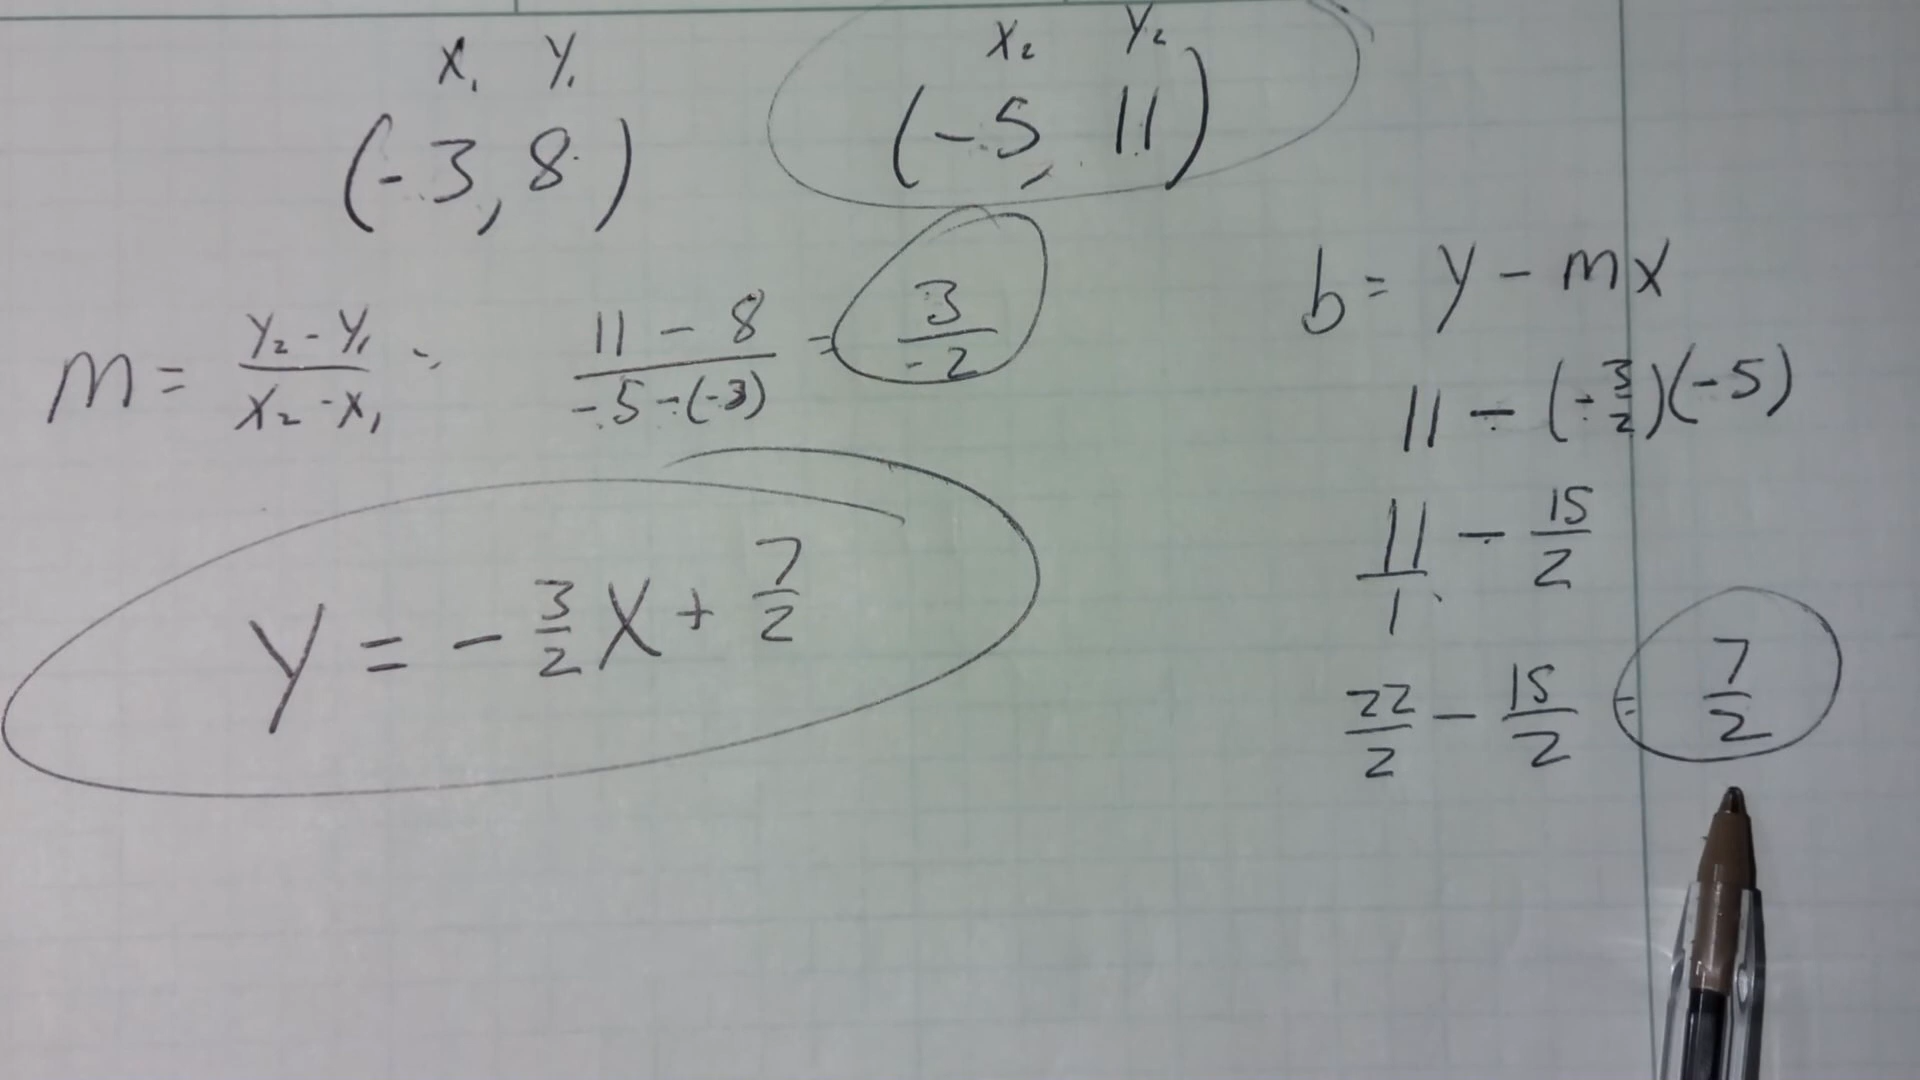 x₁ y₁
(-3, 8)
x₂ y₂
(-5, 11)
m = y₂ - y₁ / x₂ - x₁ = 11 - 8 / -5 - (-3) = 3 / -2
y = - 3/2 x + 7/2
b = y - mx
11 - (- 3/2)(-5)
11/1 - 15/2
22/2 - 15/2 = 7/2